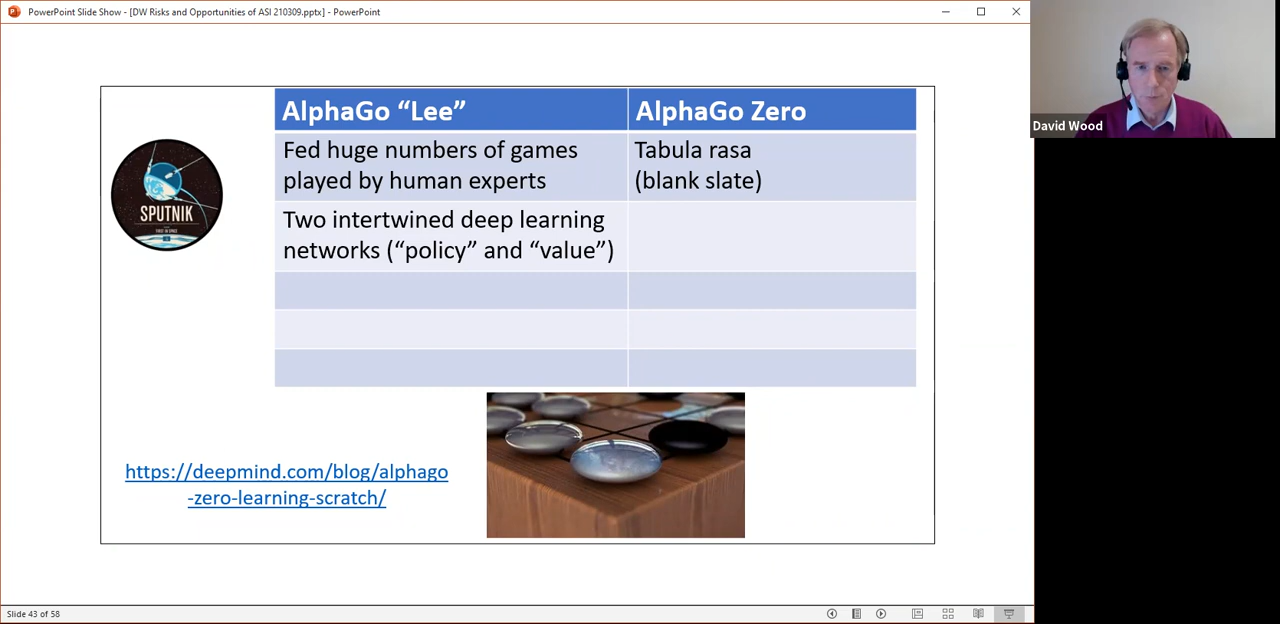 PowerPoint Slide Show - [DW Risks and Opportunities of ASI 210309.pptx] - PowerPoint
David Wood
AlphaGo “Lee”
AlphaGo Zero
Fed huge numbers of games
played by human experts
Tabula rasa
(blank slate)
Two intertwined deep learning
networks (“policy” and “value”)
SPUTNIK
https://deepmind.com/blog/alphago
-zero-learning-scratch/
Slide 43 of 58